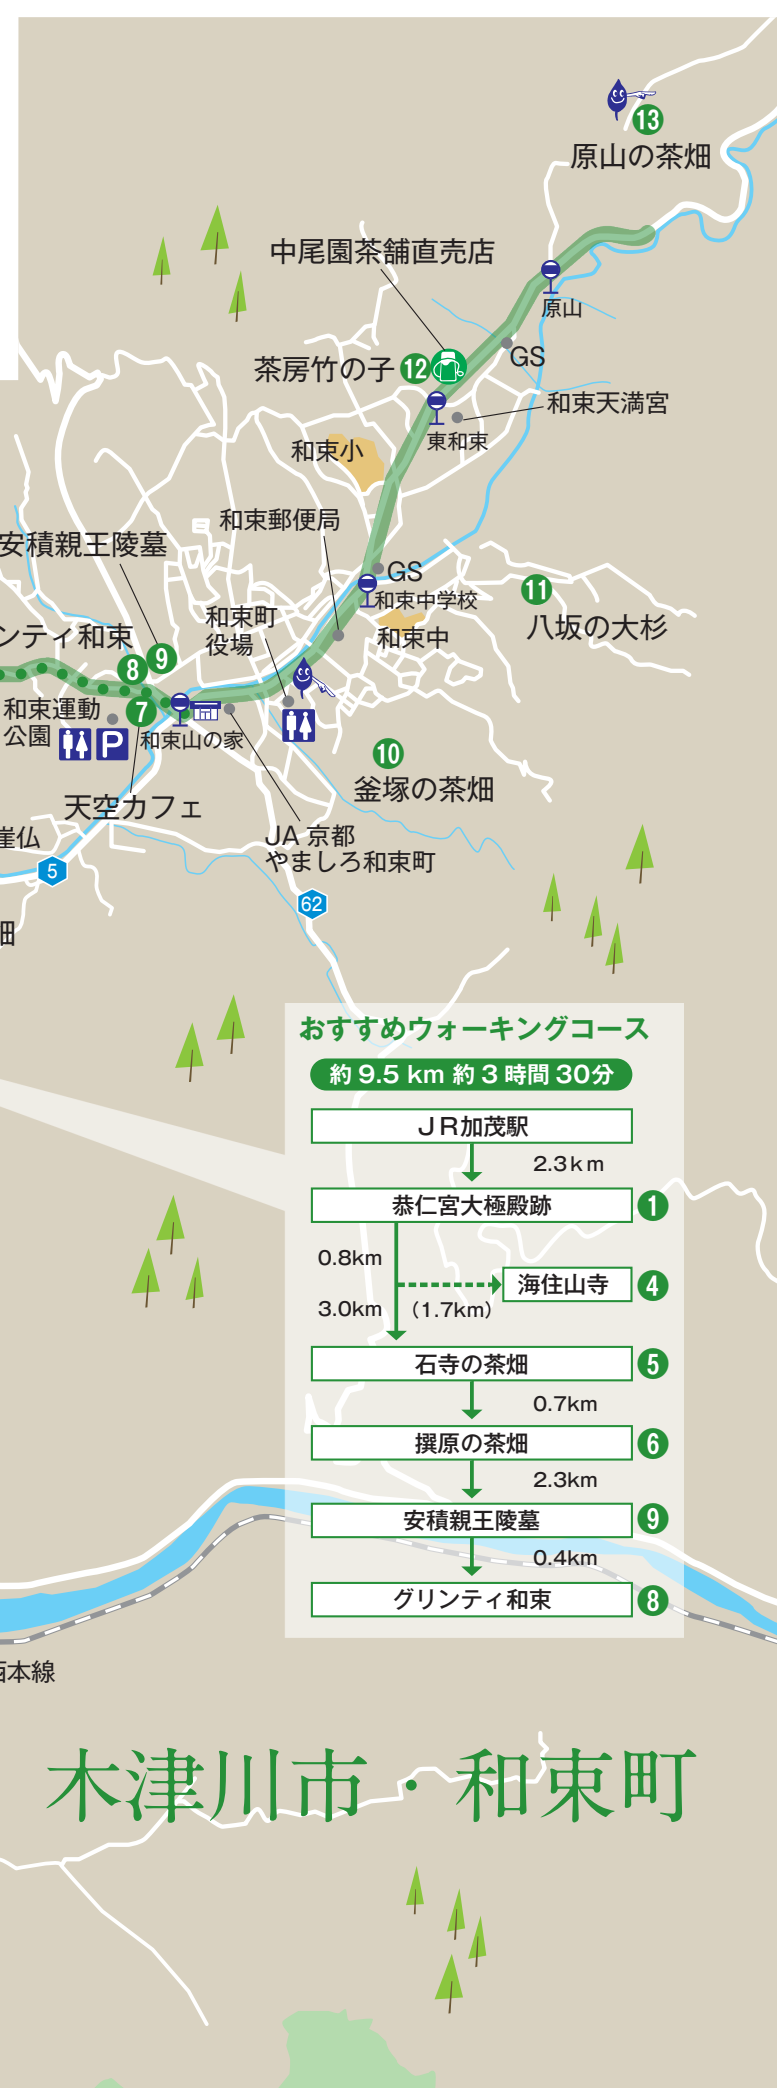 13
原山の茶畑
中尾園茶舗直売店
原山
GS
茶房竹の子
12
和束天満宮
東和束
和束小
和束郵便局
安積親王陵墓
GS
和束中学校
11
八坂の大杉
和束町
役場
和束中
ンティ和束
8
9
7
和束運動
公園
P
和束山の家
10
釜塚の茶畑
天空カフェ
JA 京都
やましろ和束町
崖仏
5
62
畑
おすすめウォーキングコース
約 9.5 km 約 3 時間 30分
JR加茂駅
2.3km
恭仁宮大極殿跡
1
0.8km
海住山寺
4
3.0km
(1.7km)
石寺の茶畑
5
0.7km
撰原の茶畑
6
2.3km
安積親王陵墓
9
0.4km
グリンティ和束
8
西本線
木津川市・和束町